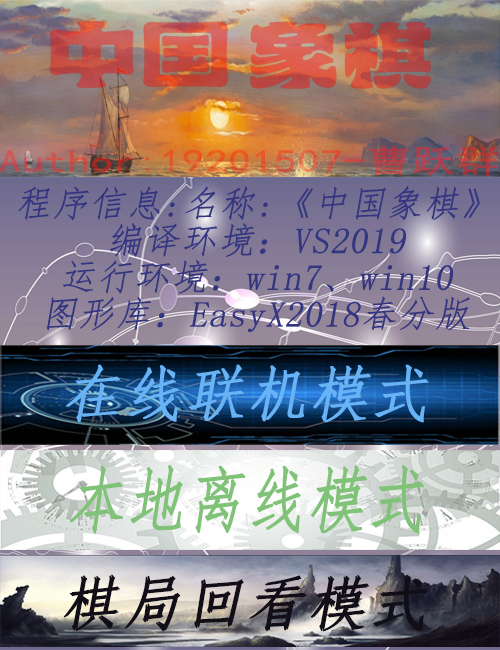 中国象棋
Author：19291507-曹跃群
程序信息：名称：《中国象棋》
编译环境：VS2019
运行环境：win7、win10
图形库：EasyX2018春分版
在线联机模式
本地离线模式
棋局回看模式